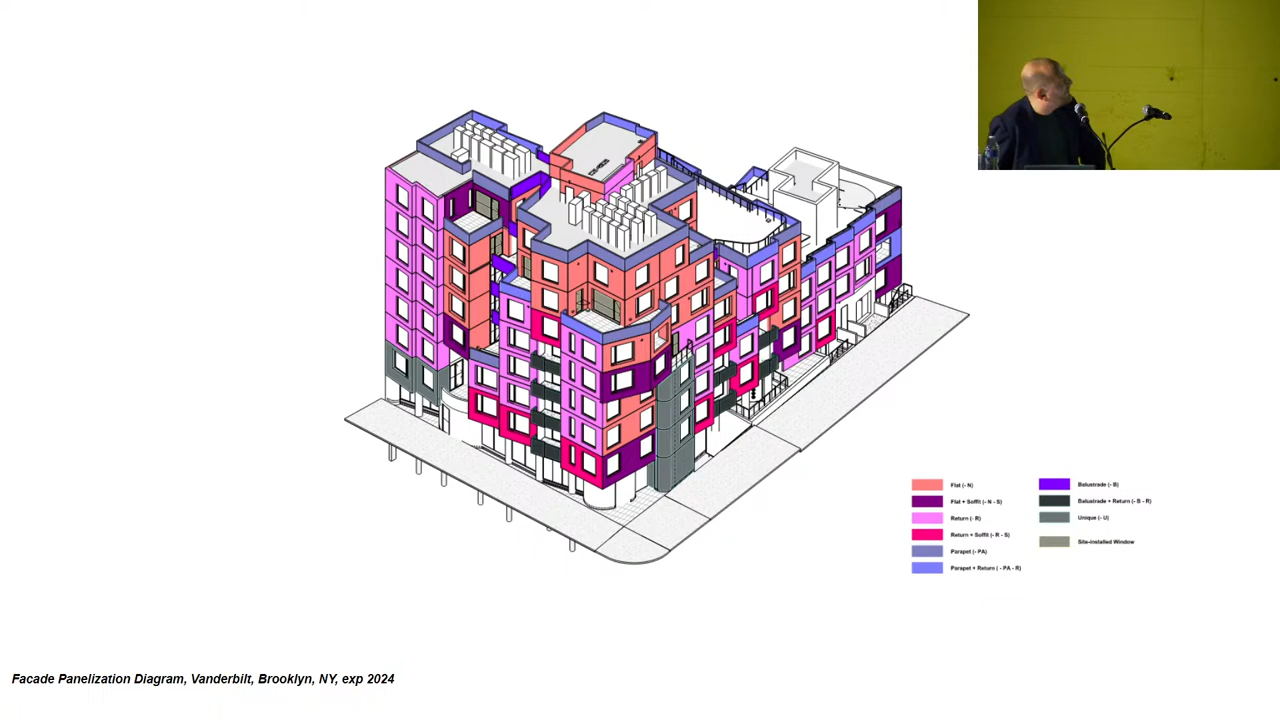 Flat (- N)
Flat + Soffit (- N - S)
Return (- R)
Return + Soffit (- R - S)
Parapet (- PA)
Parapet + Return (- PA - R)
Balustrade (- B)
Balustrade + Return (- B - R)
Unique (- U)
Site-installed Window
Facade Panelization Diagram, Vanderbilt, Brooklyn, NY, exp 2024